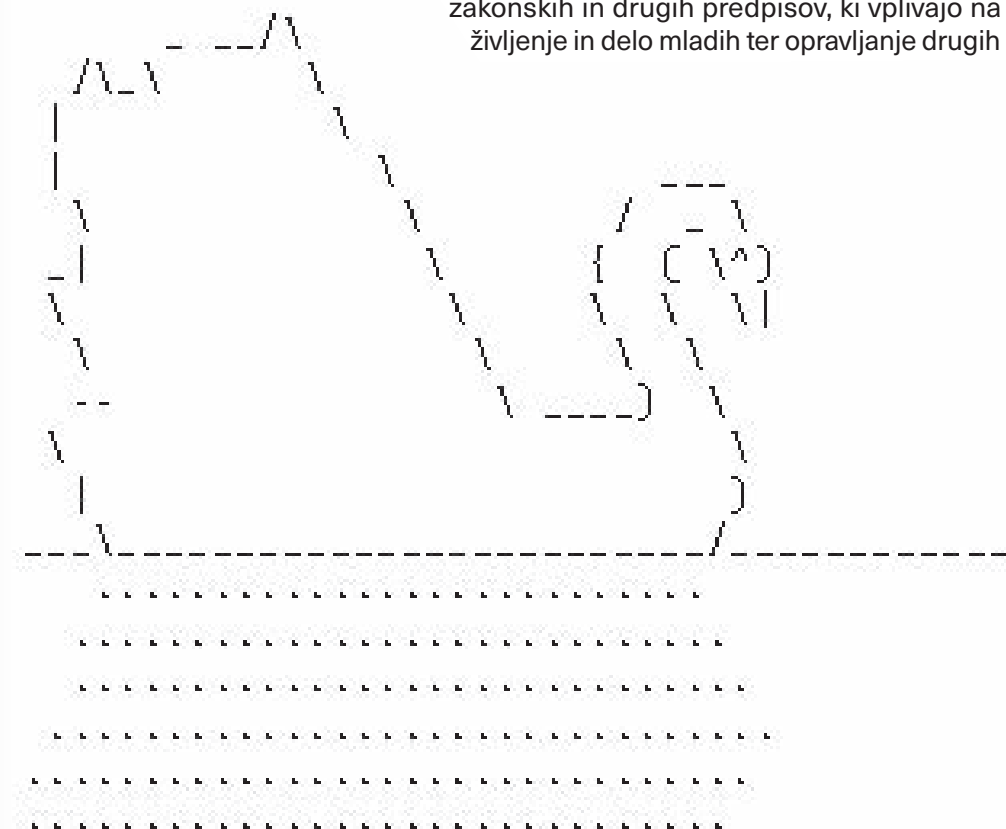 zakonskih in drugih predpisov, ki vplivajo na
življenje in delo mladih ter opravljanje drugih